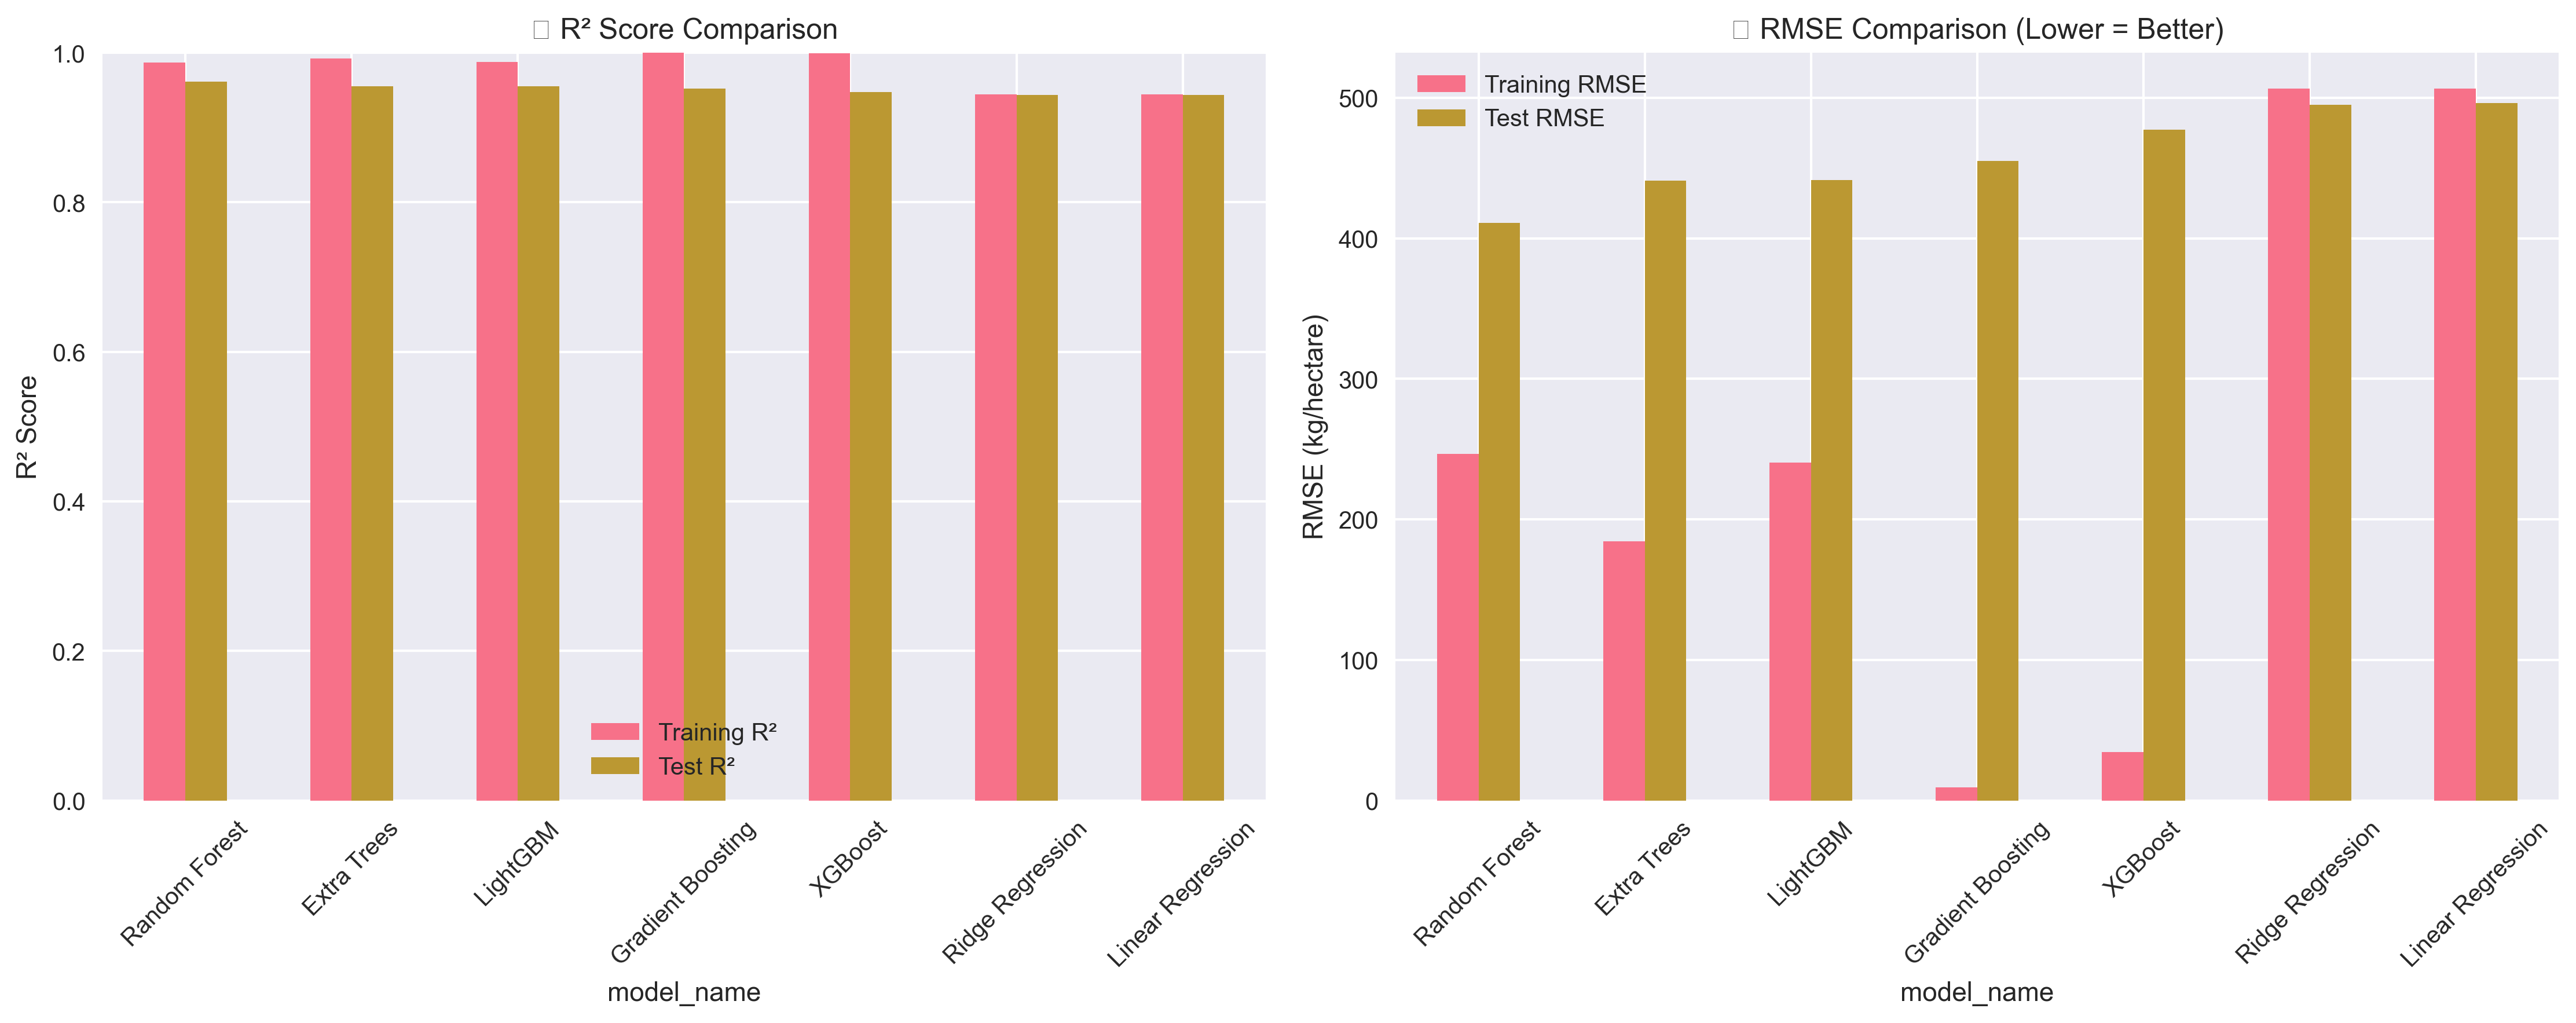 ▯ R² Score Comparison
R² Score
1.0
0.8
0.6
0.4
0.2
0.0
Training R²
Test R²
Random Forest
Extra Trees
LightGBM
Gradient Boosting
XGBoost
Ridge Regression
Linear Regression
model_name
▯ RMSE Comparison (Lower = Better)
RMSE (kg/hectare)
500
400
300
200
100
0
Training RMSE
Test RMSE
Random Forest
Extra Trees
LightGBM
Gradient Boosting
XGBoost
Ridge Regression
Linear Regression
model_name